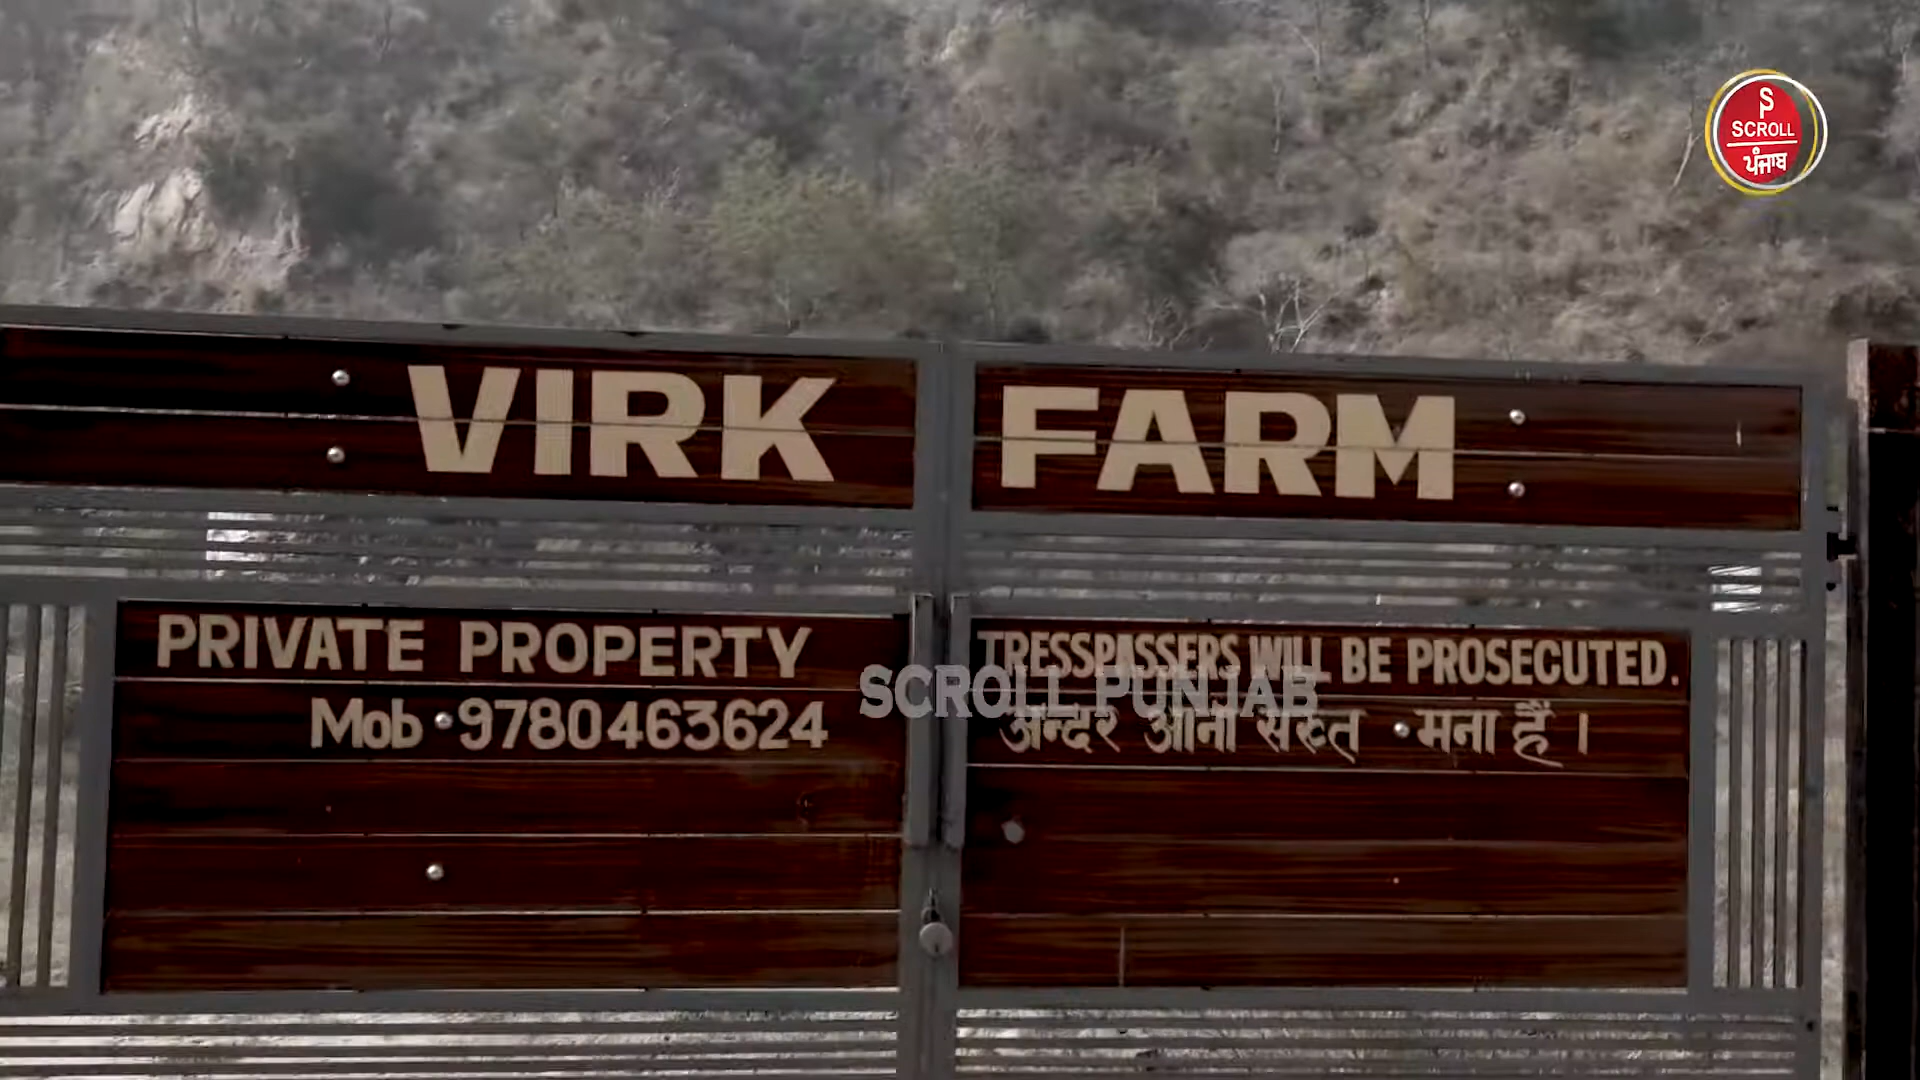 S
P
SCROLL
ਪੰਜਾਬ
VIRK FARM
PRIVATE PROPERTY
Mob. 9780463624
TRESSPASSERS WILL BE PROSECUTED.
अन्दर आना सख्त मना हैं ।
SCROLL PUNJAB